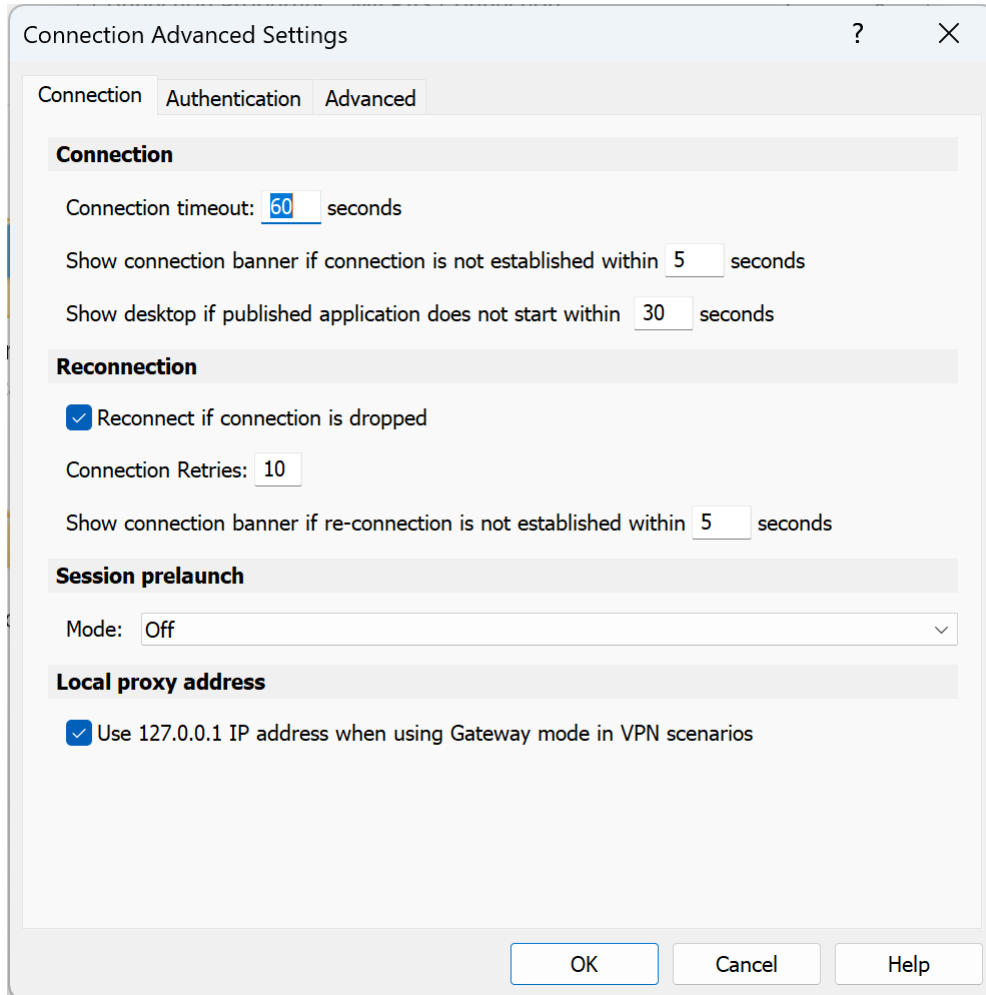 Connection Advanced Settings ?
Connection Authentication Advanced
Connection
Connection timeout: 60 seconds
Show connection banner if connection is not established within 5 seconds
Show desktop if published application does not start within 30 seconds
Reconnection
Reconnect if connection is dropped
Connection Retries: 10
Show connection banner if re-connection is not established within 5 seconds
Session prelaunch
Mode: Off
Local proxy address
Use 127.0.0.1 IP address when using Gateway mode in VPN scenarios
OK Cancel Help